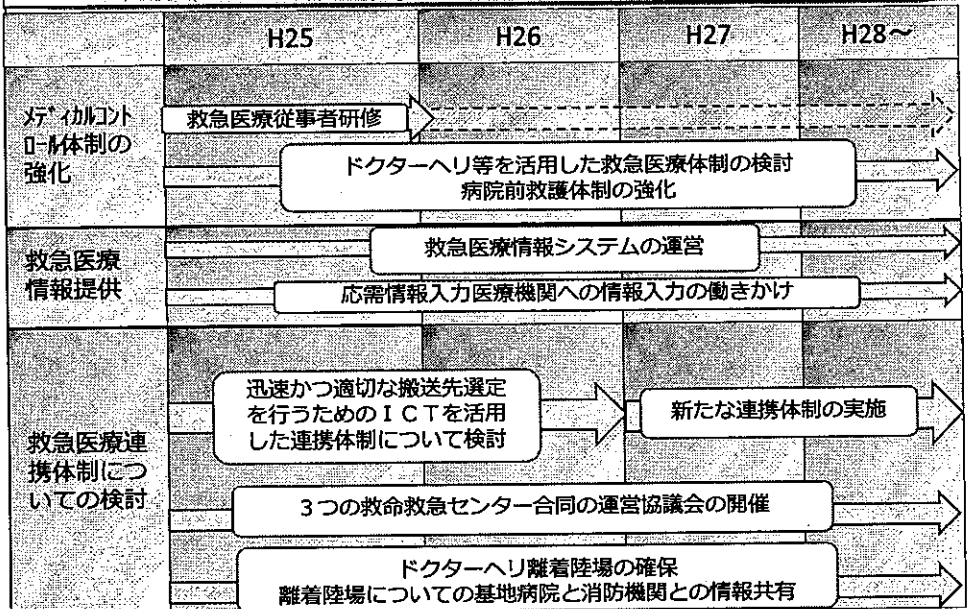 H25 H26 H27 H28～
ﾒﾃﾞｨｶﾙｺﾝﾄ
ﾛｰﾙ体制の
強化
救急医療従事者研修
ドクターヘリ等を活用した救急医療体制の検討
病院前救護体制の強化
救急医療
情報提供
救急医療情報システムの運営
応需情報入力医療機関への情報入力の働きかけ
救急医療連
携体制につ
いての検討
迅速かつ適切な搬送先選定
を行うためのＩＣＴを活用
した連携体制について検討
新たな連携体制の実施
３つの救命救急センター合同の運営協議会の開催
ドクターヘリ離着陸場の確保
離着陸場についての基地病院と消防機関との情報共有